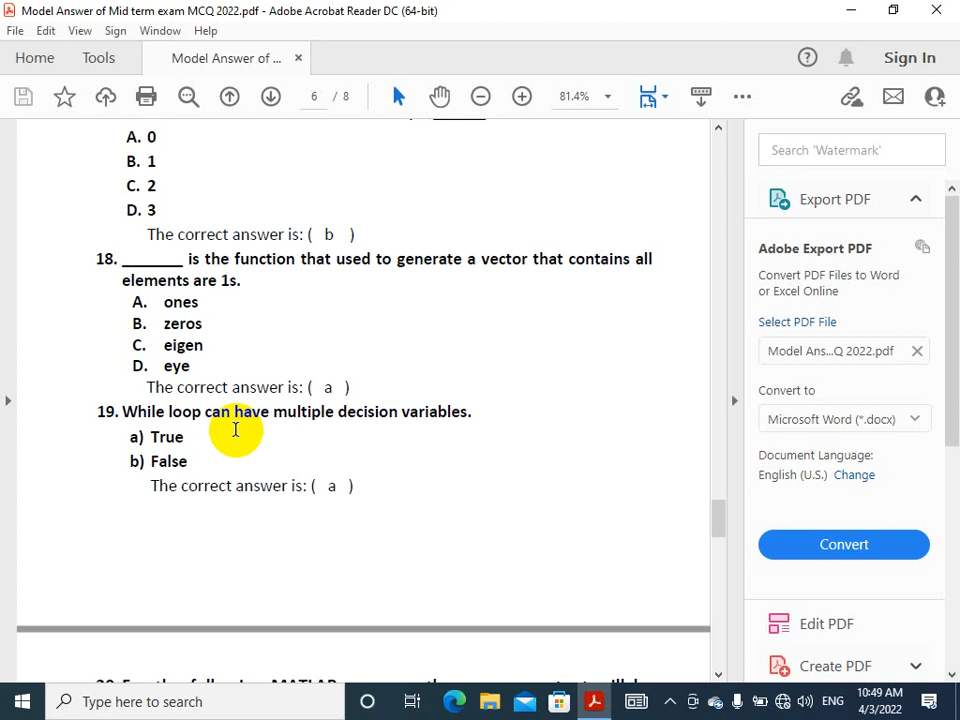 Model Answer of Mid term exam MCQ 2022.pdf - Adobe Acrobat Reader DC (64-bit)
File Edit View Sign Window Help
Home Tools Model Answer of ... × Sign In
6 / 8 81.4%
A. 0
B. 1
C. 2
D. 3
The correct answer is: ( b )
18. _______ is the function that used to generate a vector that contains all
elements are 1s.
A. ones
B. zeros
C. eigen
D. eye
The correct answer is: ( a )
19. While loop can have multiple decision variables.
a) True
b) False
The correct answer is: ( a )
Search 'Watermark'
Export PDF
Adobe Export PDF
Convert PDF Files to Word
or Excel Online
Select PDF File
Model Ans...Q 2022.pdf
Convert to
Microsoft Word (*.docx)
Document Language:
English (U.S.) Change
Convert
Edit PDF
Create PDF
Type here to search
ENG
10:49 AM
4/3/2022